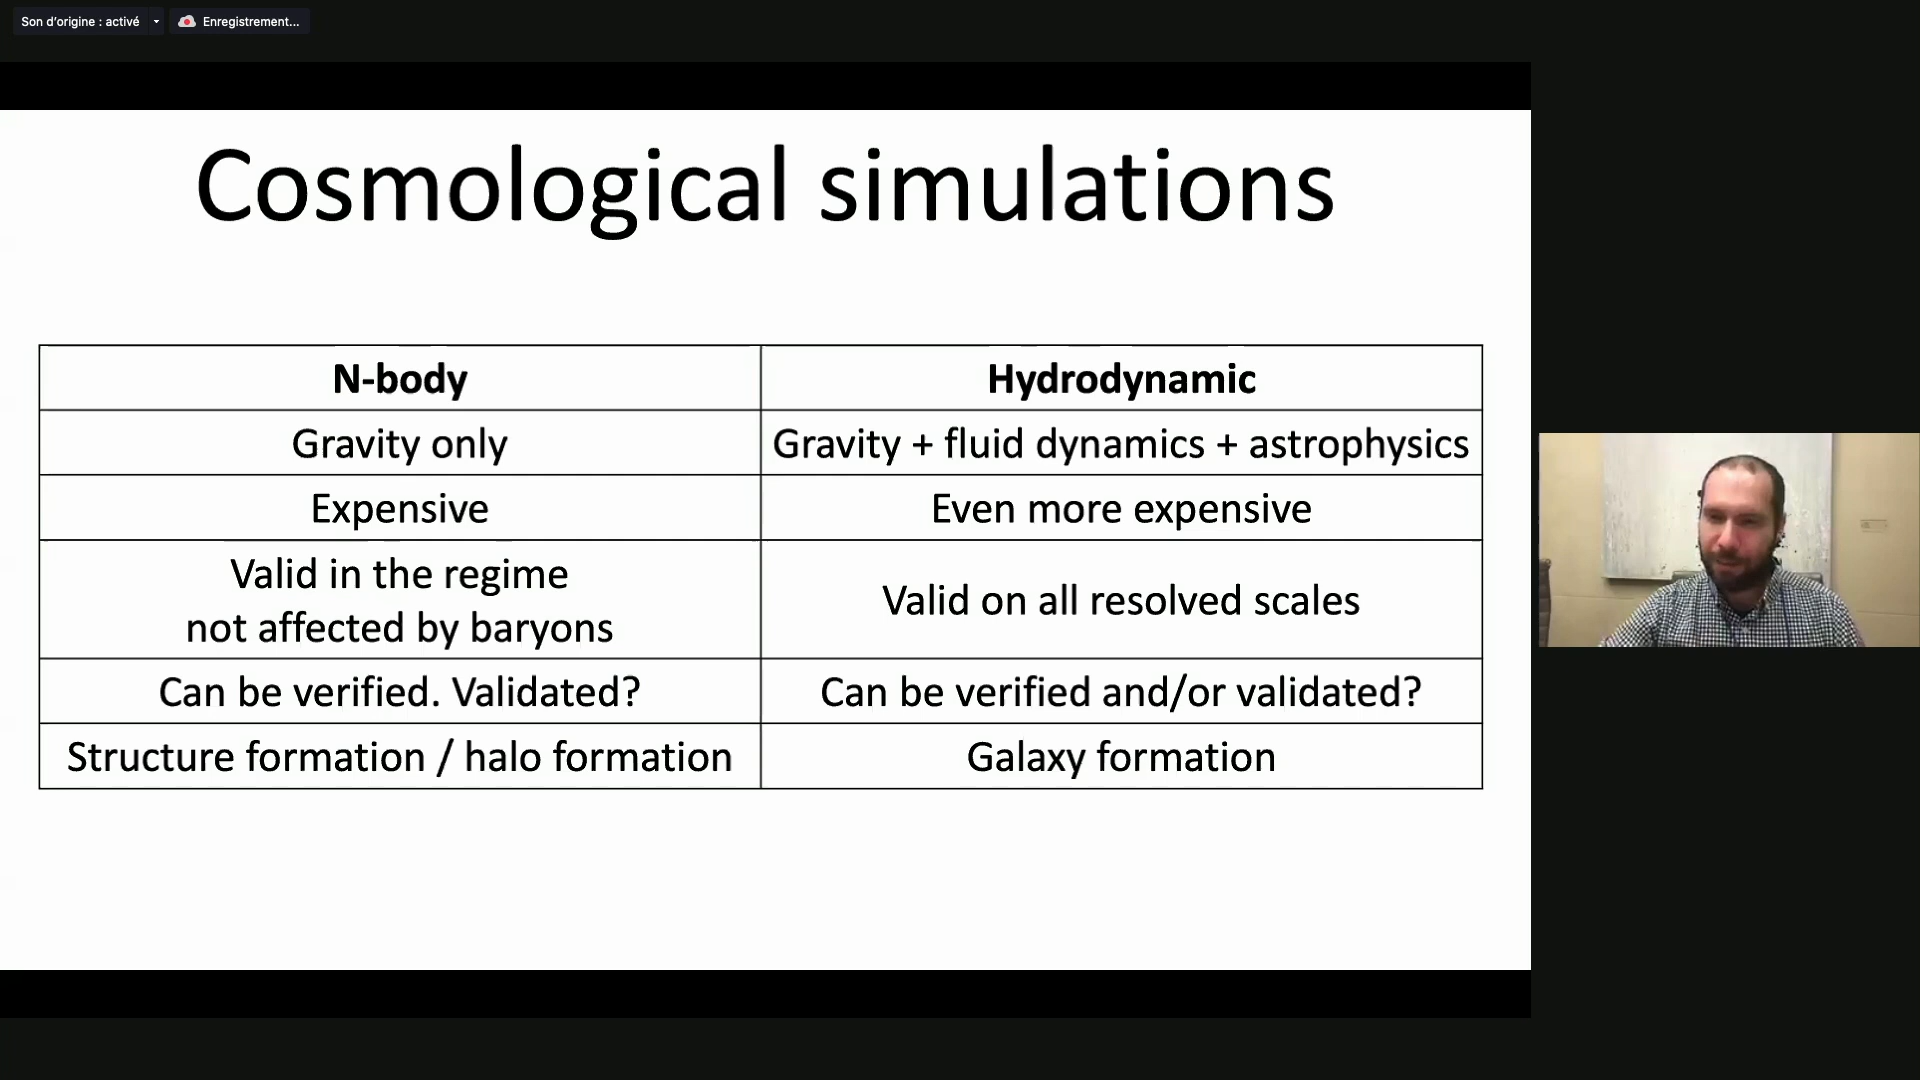 Son d'origine : activé
Enregistrement...
Cosmological simulations
N-body
Hydrodynamic
Gravity only
Gravity + fluid dynamics + astrophysics
Expensive
Even more expensive
Valid in the regime
not affected by baryons
Valid on all resolved scales
Can be verified. Validated?
Can be verified and/or validated?
Structure formation / halo formation
Galaxy formation